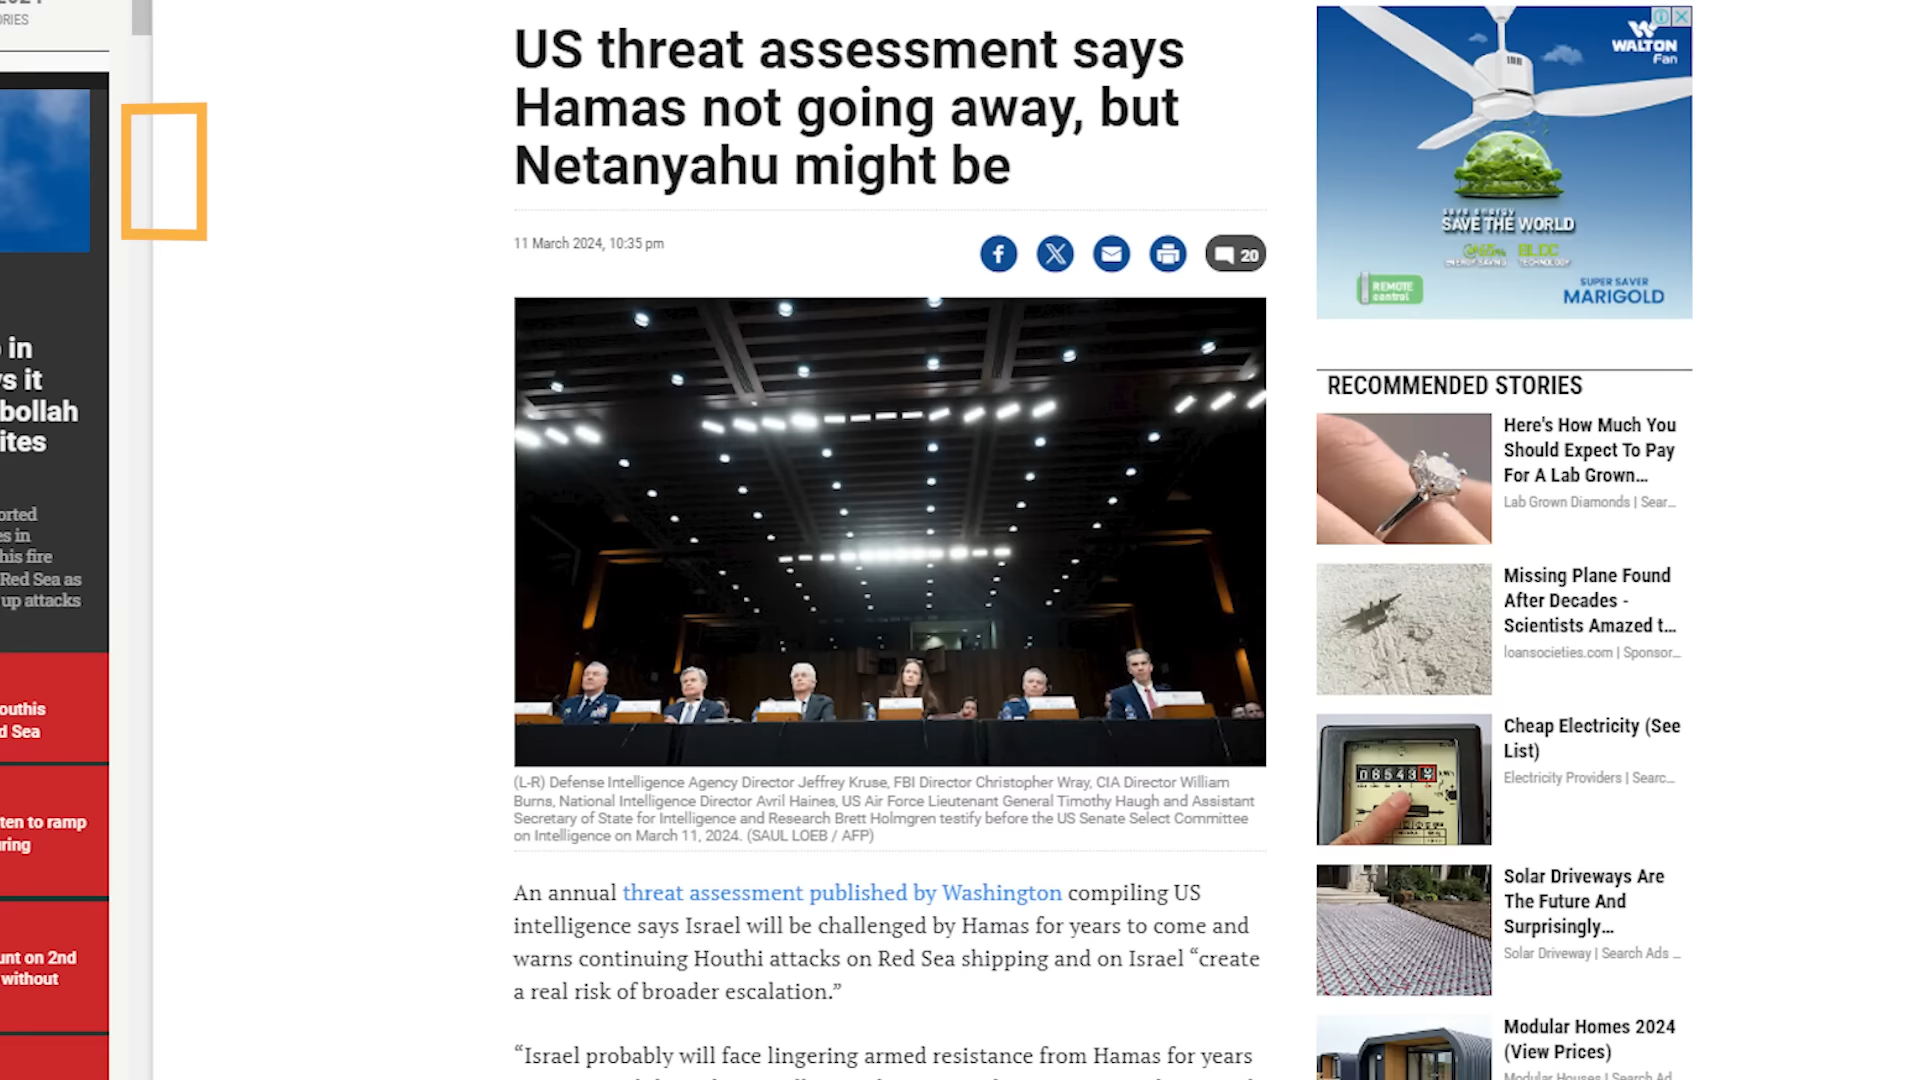 ORIES
in
s it
bollah
ites
orted
es in
his fire
Red Sea as
up attacks
outhis
d Sea
ten to ramp
ring
unt on 2nd
without
US threat assessment says
Hamas not going away, but
Netanyahu might be
11 March 2024, 10:35 pm
20
(L-R) Defense Intelligence Agency Director Jeffrey Kruse, FBI Director Christopher Wray, CIA Director William
Burns, National Intelligence Director Avril Haines, US Air Force Lieutenant General Timothy Haugh and Assistant
Secretary of State for Intelligence and Research Brett Holmgren testify before the US Senate Select Committee
on Intelligence on March 11, 2024. (SAUL LOEB / AFP)
An annual threat assessment published by Washington compiling US
intelligence says Israel will be challenged by Hamas for years to come and
warns continuing Houthi attacks on Red Sea shipping and on Israel “create
a real risk of broader escalation.”
“Israel probably will face lingering armed resistance from Hamas for years
WALTON
Fan
save energy
SAVE THE WORLD
ENERGY SAVING BLDC
TECHNOLOGY
REMOTE
control
SUPER SAVER
MARIGOLD
RECOMMENDED STORIES
Here's How Much You
Should Expect To Pay
For A Lab Grown…
Lab Grown Diamonds | Sear…
Missing Plane Found
After Decades -
Scientists Amazed t…
loansocieties.com | Sponsor…
Cheap Electricity (See
List)
Electricity Providers | Searc…
Solar Driveways Are
The Future And
Surprisingly…
Solar Driveway | Search Ads …
Modular Homes 2024
(View Prices)
Modular Houses | Search Ad